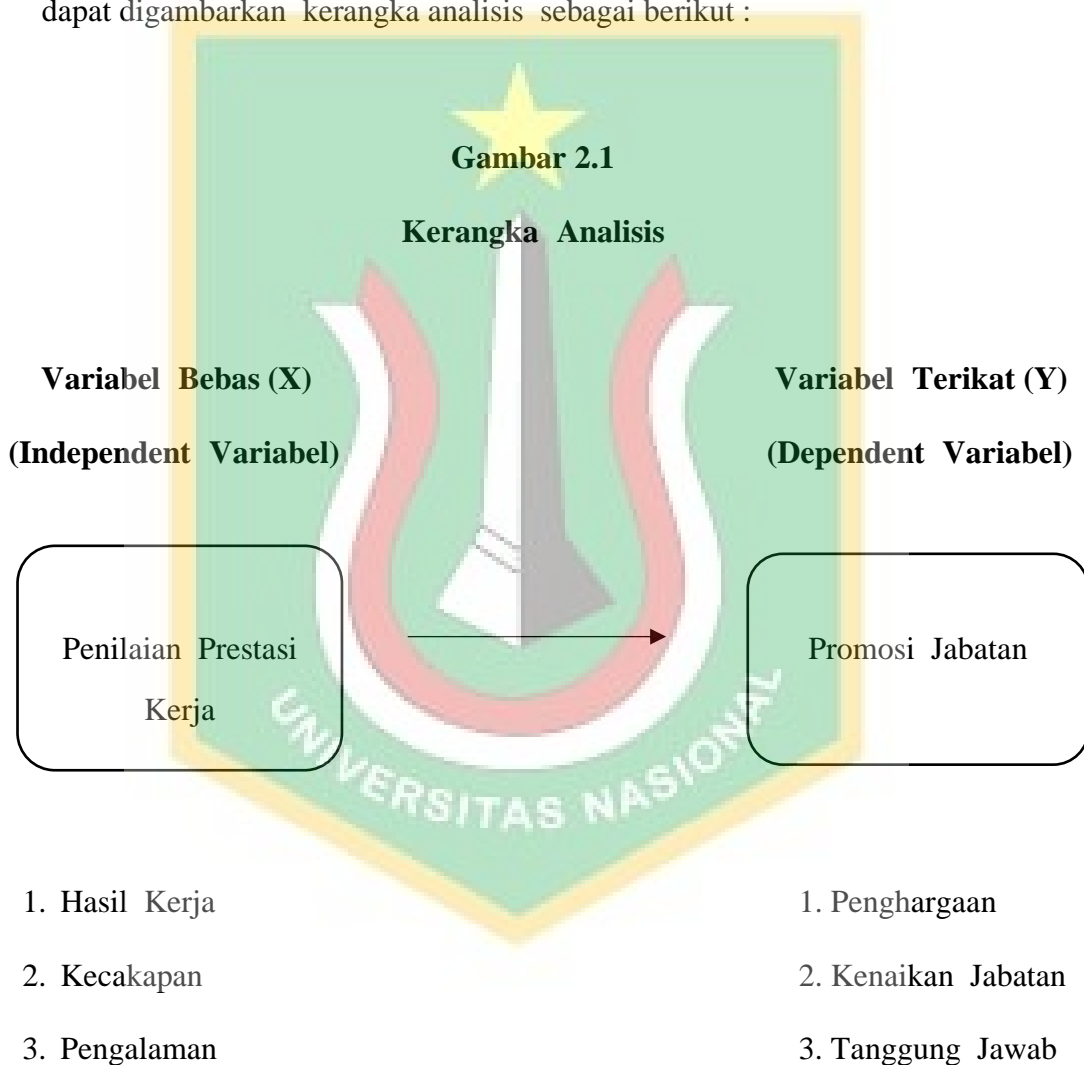 dapat digambarkan kerangka analisis sebagai berikut :
Gambar 2.1
Kerangka Analisis
Variabel Bebas (X)
(Independent Variabel)
Variabel Terikat (Y)
(Dependent Variabel)
Penilaian Prestasi
Kerja
Promosi Jabatan
UNIVERSITAS NASIONAL
1. Hasil Kerja
2. Kecakapan
3. Pengalaman
1. Penghargaan
2. Kenaikan Jabatan
3. Tanggung Jawab